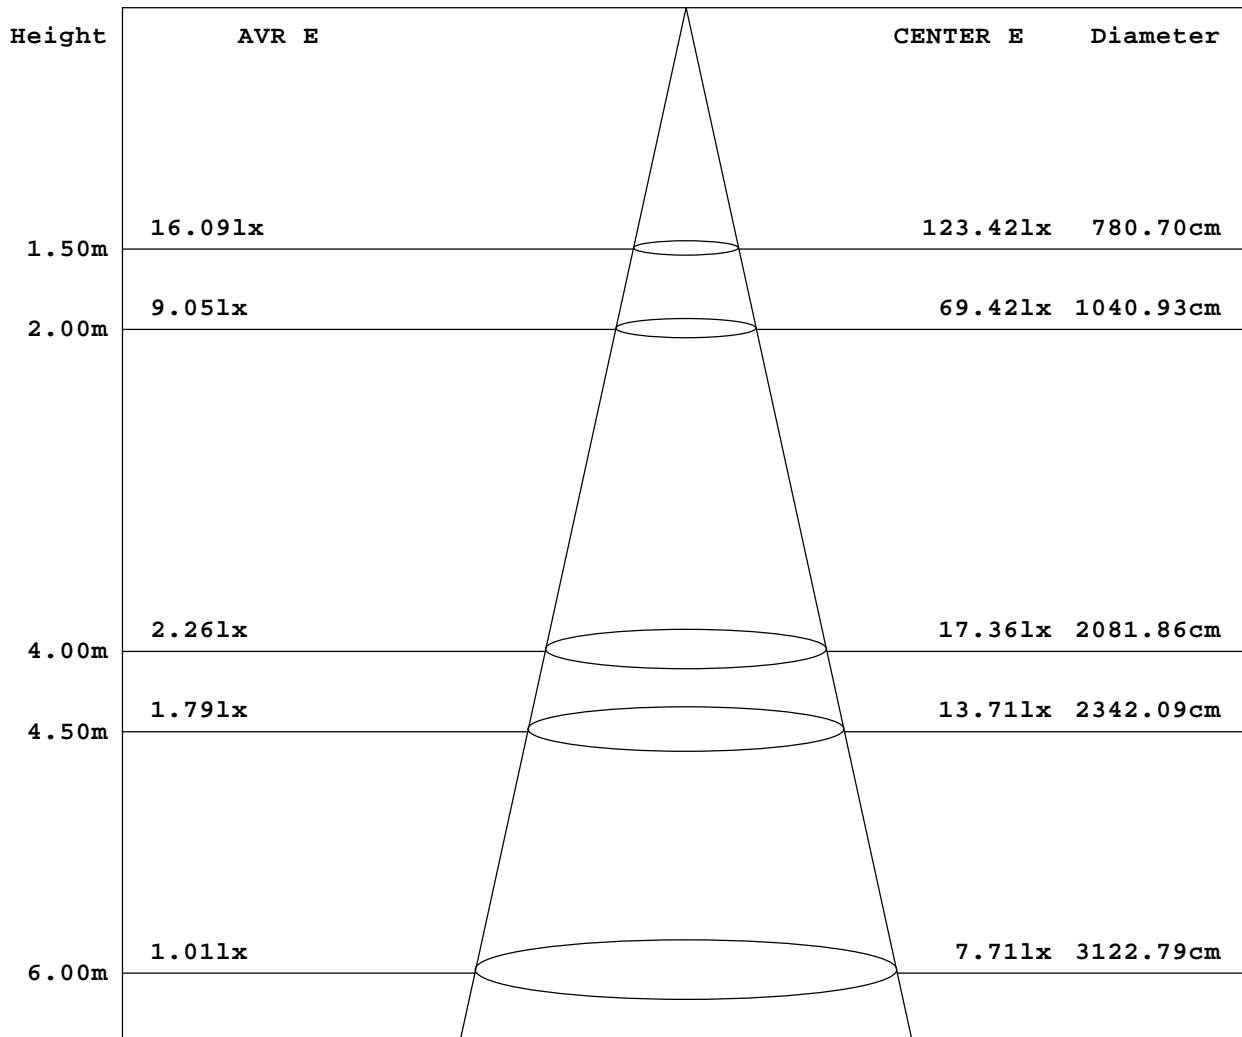 Height AVR E CENTER E Diameter
16.09lx 123.42lx 780.70cm
1.50m
9.05lx 69.42lx 1040.93cm
2.00m
2.26lx 17.36lx 2081.86cm
4.00m
1.79lx 13.71lx 2342.09cm
4.50m
1.01lx 7.71lx 3122.79cm
6.00m